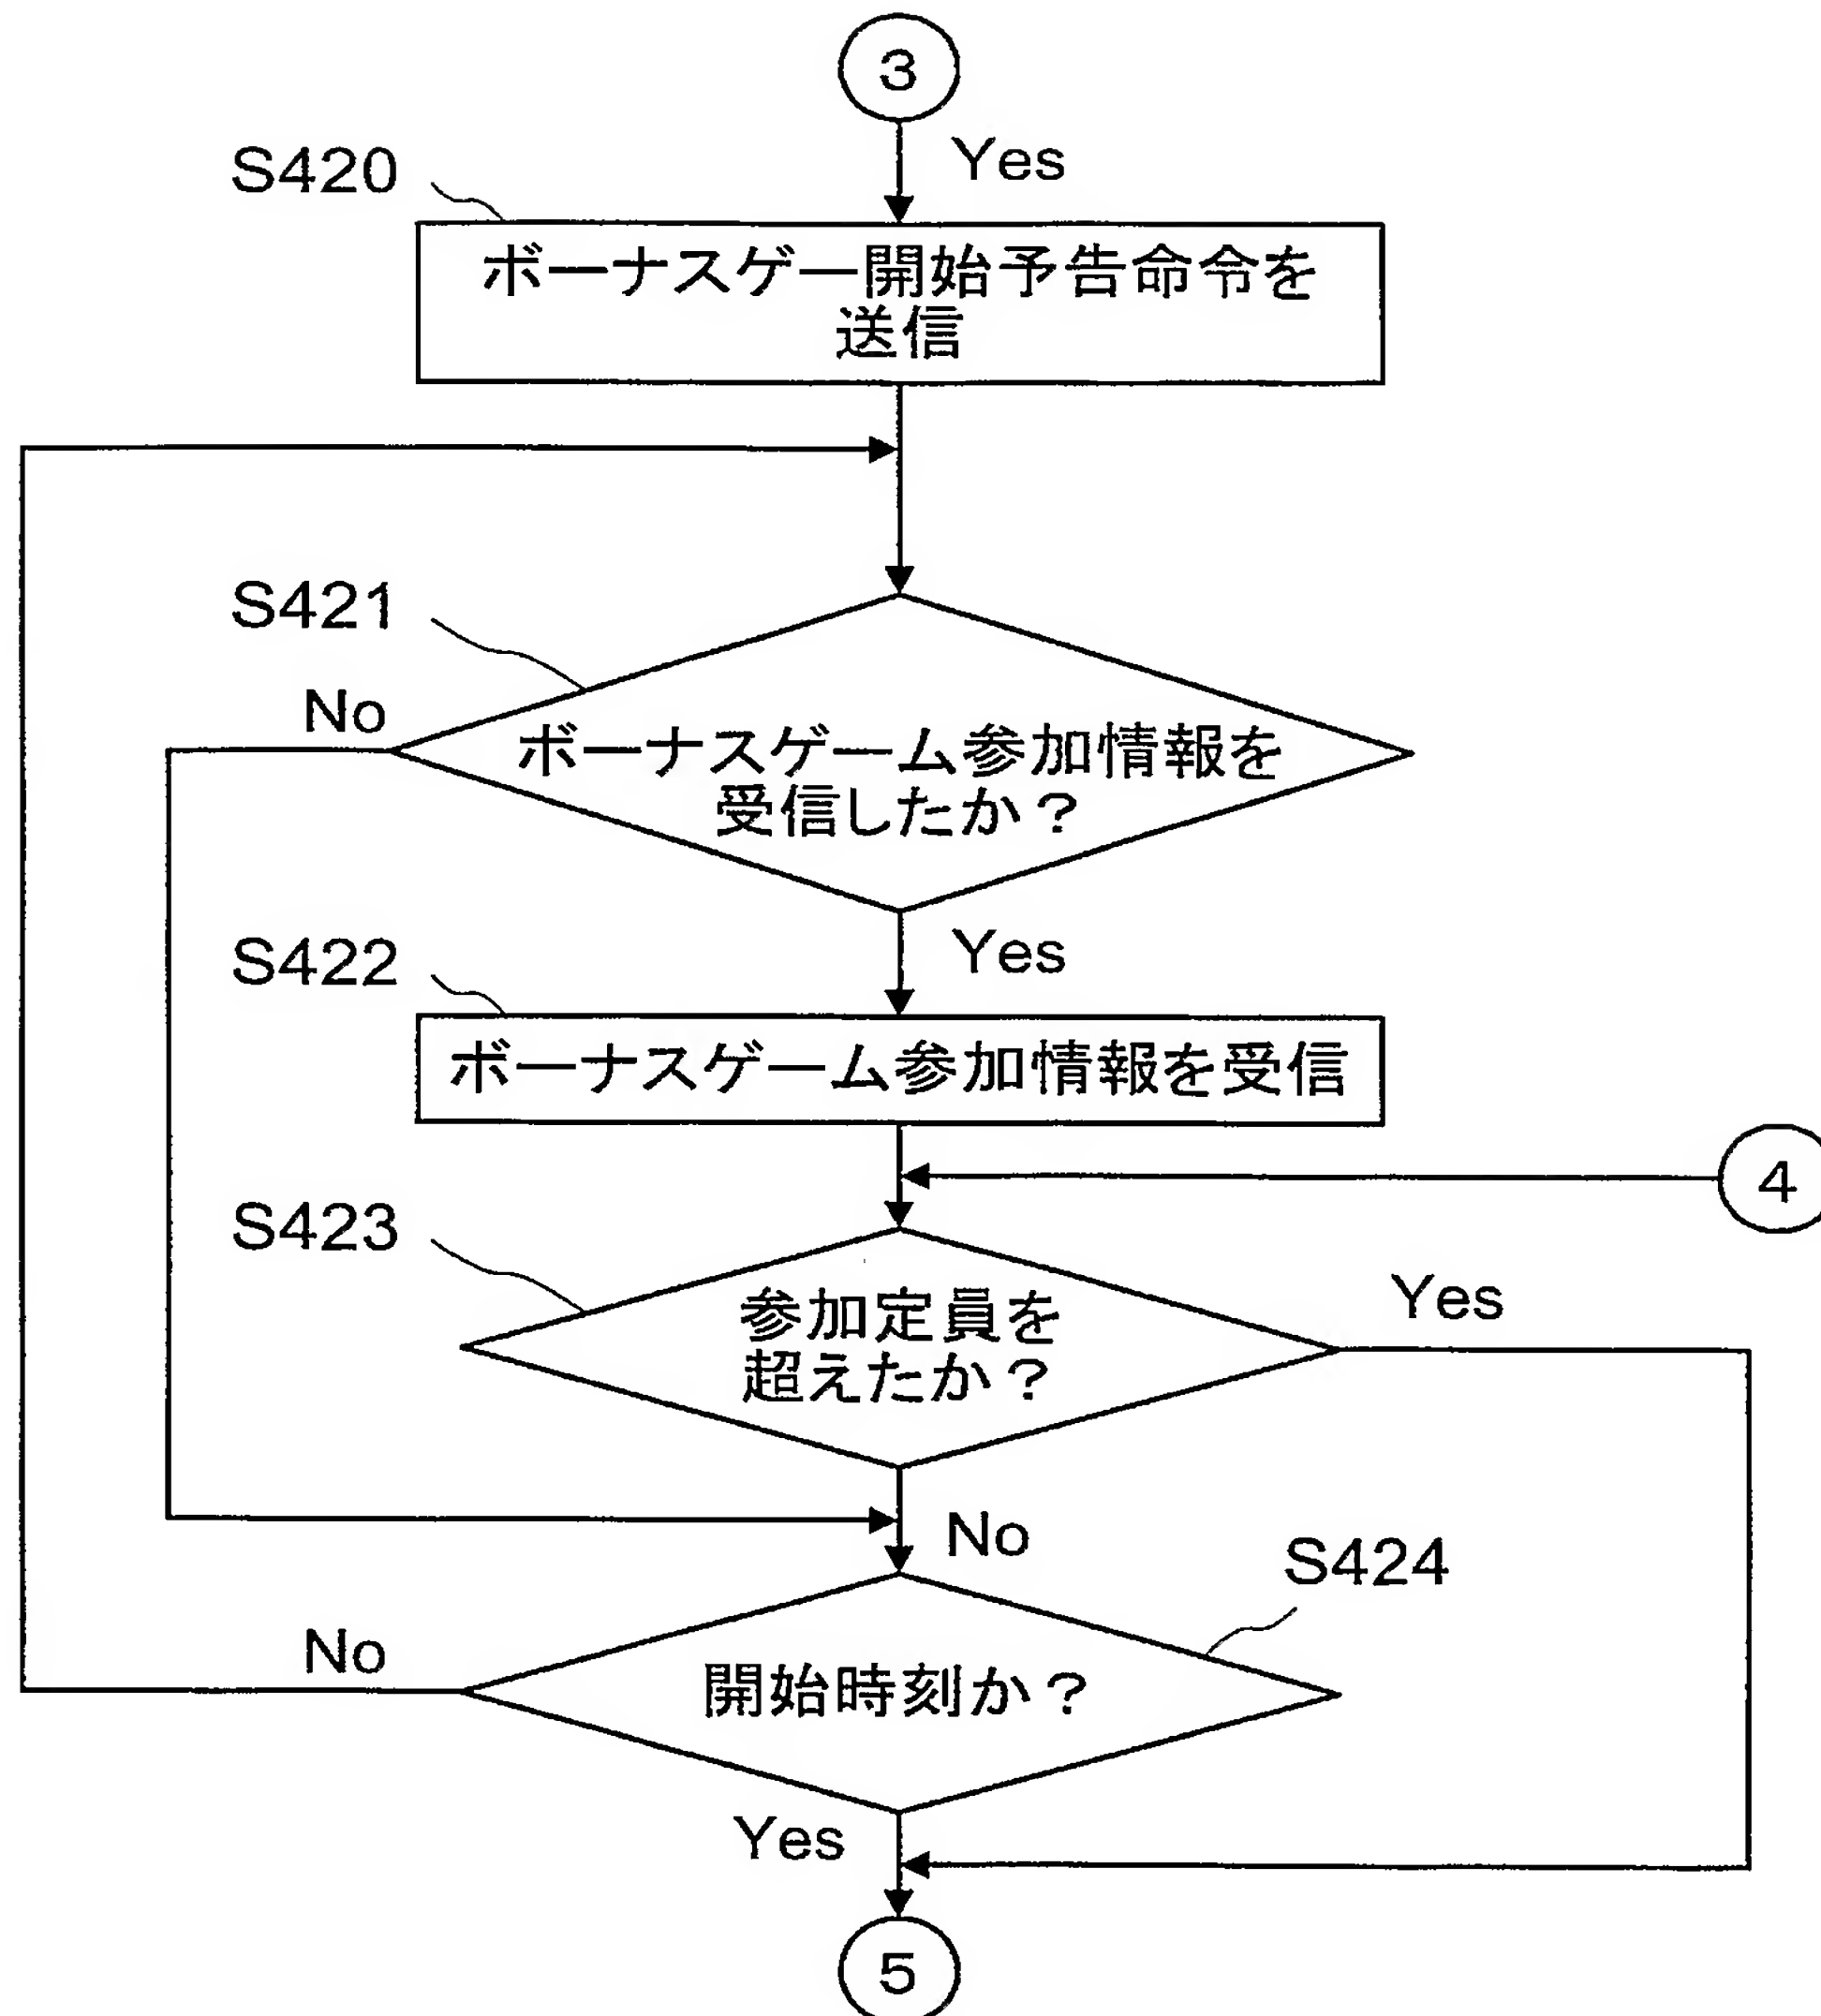 3
Yes
S420
ボーナスゲー開始予告命令を
送信
S421
No
ボーナスゲーム参加情報を
受信したか？
Yes
S422
ボーナスゲーム参加情報を受信
4
S423
参加定員を
超えたか？
Yes
No
S424
No
開始時刻か？
Yes
5